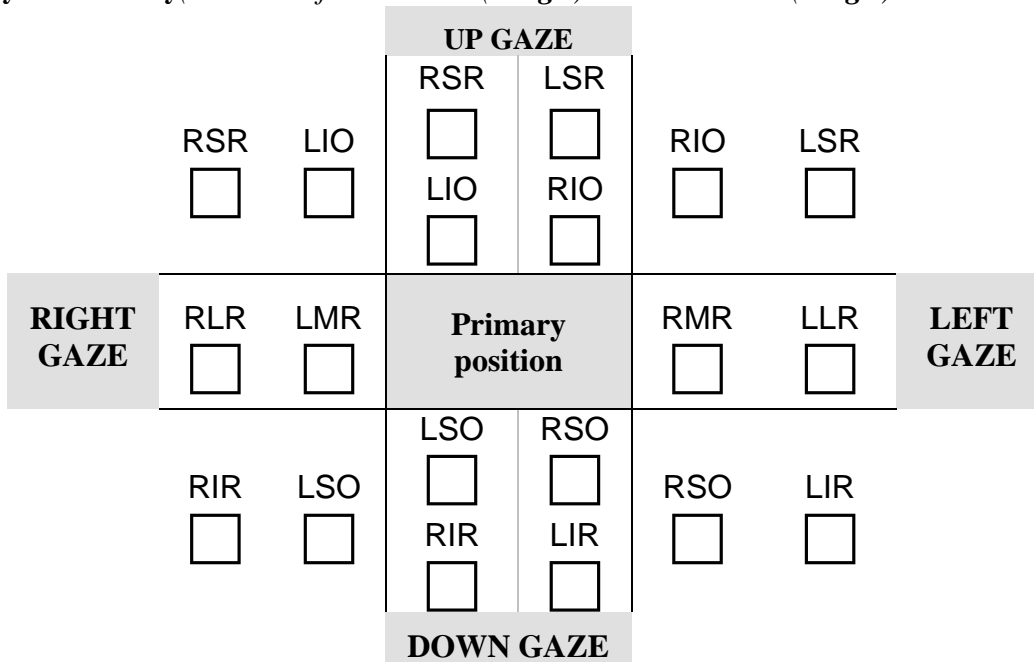 UP GAZE
RSR LSR
RSR LIO
LIO RIO
RIO LSR
RIGHT
GAZE
RLR LMR
Primary
position
RMR LLR
LEFT
GAZE
LSO RSO
RIR LSO
RIR LIR
RSO LIR
DOWN GAZE